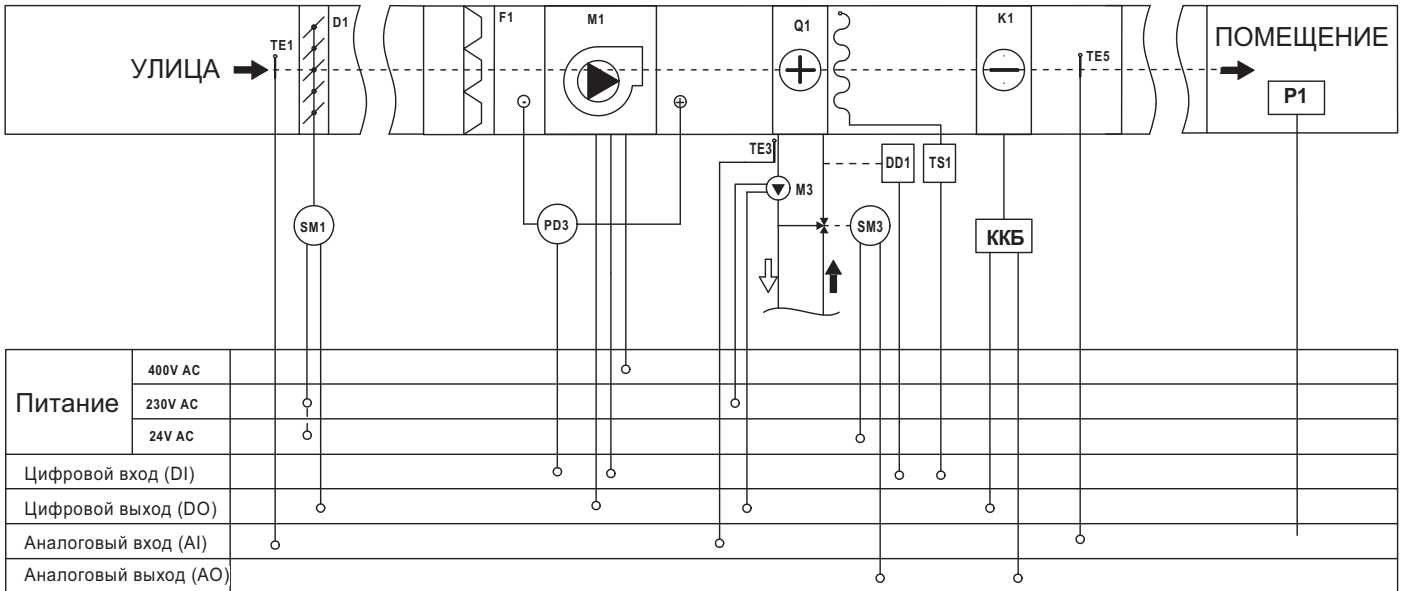 D1
F1
M1
Q1
K1
TE1
TE5
УЛИЦА
ПОМЕЩЕНИЕ
P1
-
+
TE3
DD1
TS1
M3
SM1
PD3
SM3
ККБ
Питание
400V AC
230V AC
24V AC
Цифровой вход (DI)
Цифровой выход (DO)
Аналоговый вход (AI)
Аналоговый выход (AO)